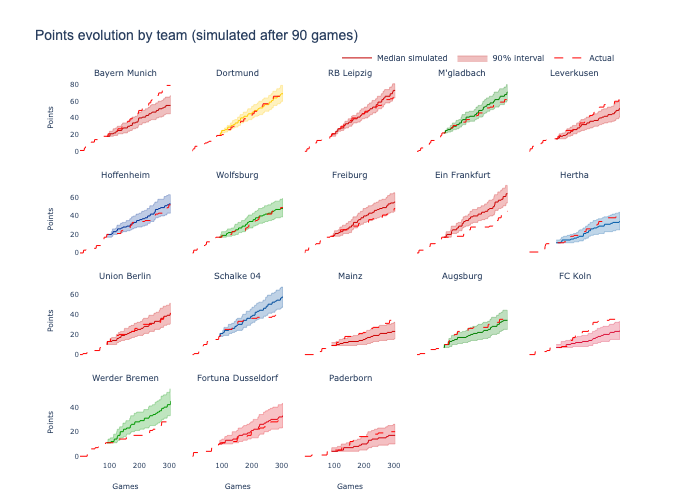 Points evolution by team (simulated after 90 games)
Median simulated 90% interval Actual
Bayern Munich Dortmund RB Leipzig M'gladbach Leverkusen
80
60
40
20
0
Points
Hoffenheim Wolfsburg Freiburg Ein Frankfurt Hertha
60
40
20
0
Points
Union Berlin Schalke 04 Mainz Augsburg FC Koln
60
40
20
0
Points
Werder Bremen Fortuna Dusseldorf Paderborn
40
20
0
Points
100 200 300 100 200 300 100 200 300
Games Games Games